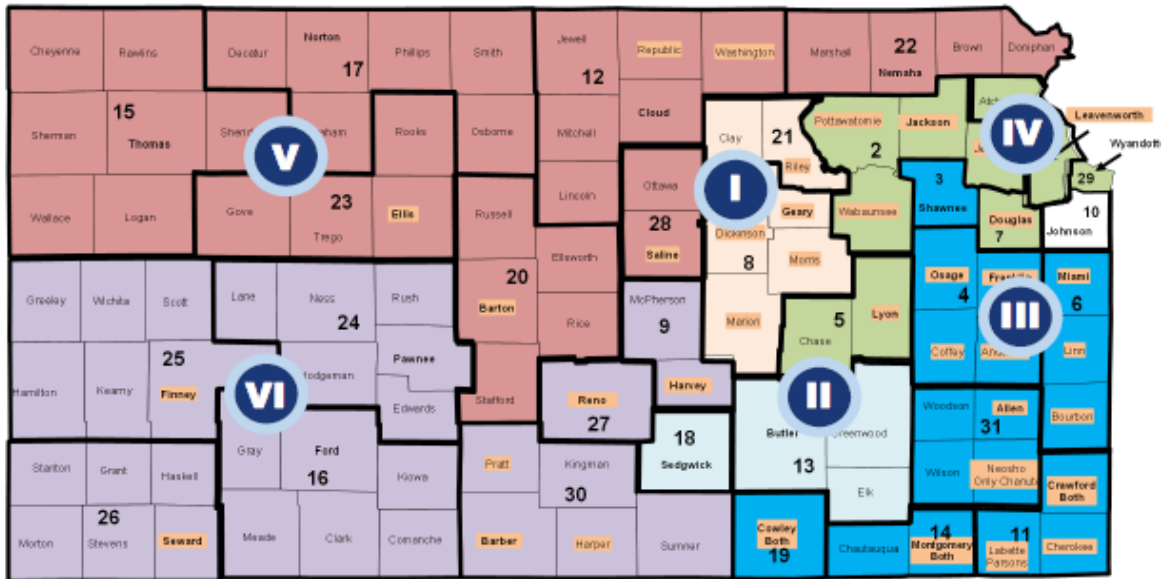 Cheyenne
Rawlins
Decatur
Norton
17
Phillips
Smith
Jewell
12
Republic
Washington
Marshall
22
Nemaha
Brown
Doniphan
15
Sherman
Thomas
V
Rooks
Osborne
Mitchell
Cloud
Clay
21
Riley
Pottawatomie
Jackson
2
IV
Leavenworth
Wyandott
29
Wallace
Logan
Gove
23
Trego
Ellis
Russell
Lincoln
Ottawa
28
Saline
I
Geary
Dickinson
8
Morris
Marion
Wabaunsee
3
Shawnee
Douglas
7
10
Johnson
Greeley
Wichita
Scott
Lane
Ness
24
Rush
20
Barton
Ellsworth
Rice
McPherson
9
5
Chase
Lyon
Osage
4
III
Miami
6
Hamilton
Kearny
25
Finney
VI
Pawnee
Edwards
Stafford
Reno
27
Harvey
II
Coffey
Linn
Stanton
Grant
Haskell
Gray
Ford
16
Kiowa
Pratt
Kingman
30
18
Sedgwick
Butler
13
Elk
Woodson
Allen
31
Bourbon
Wilson
Neosho
Only Chanute
Crawford
Both
Morton
26
Stevens
Seward
Meade
Clark
Comanche
Barber
Harper
Sumner
Cowley
Both
19
Chautauqua
14
Montgomery
Both
11
Labette
Parsons
Cherokee